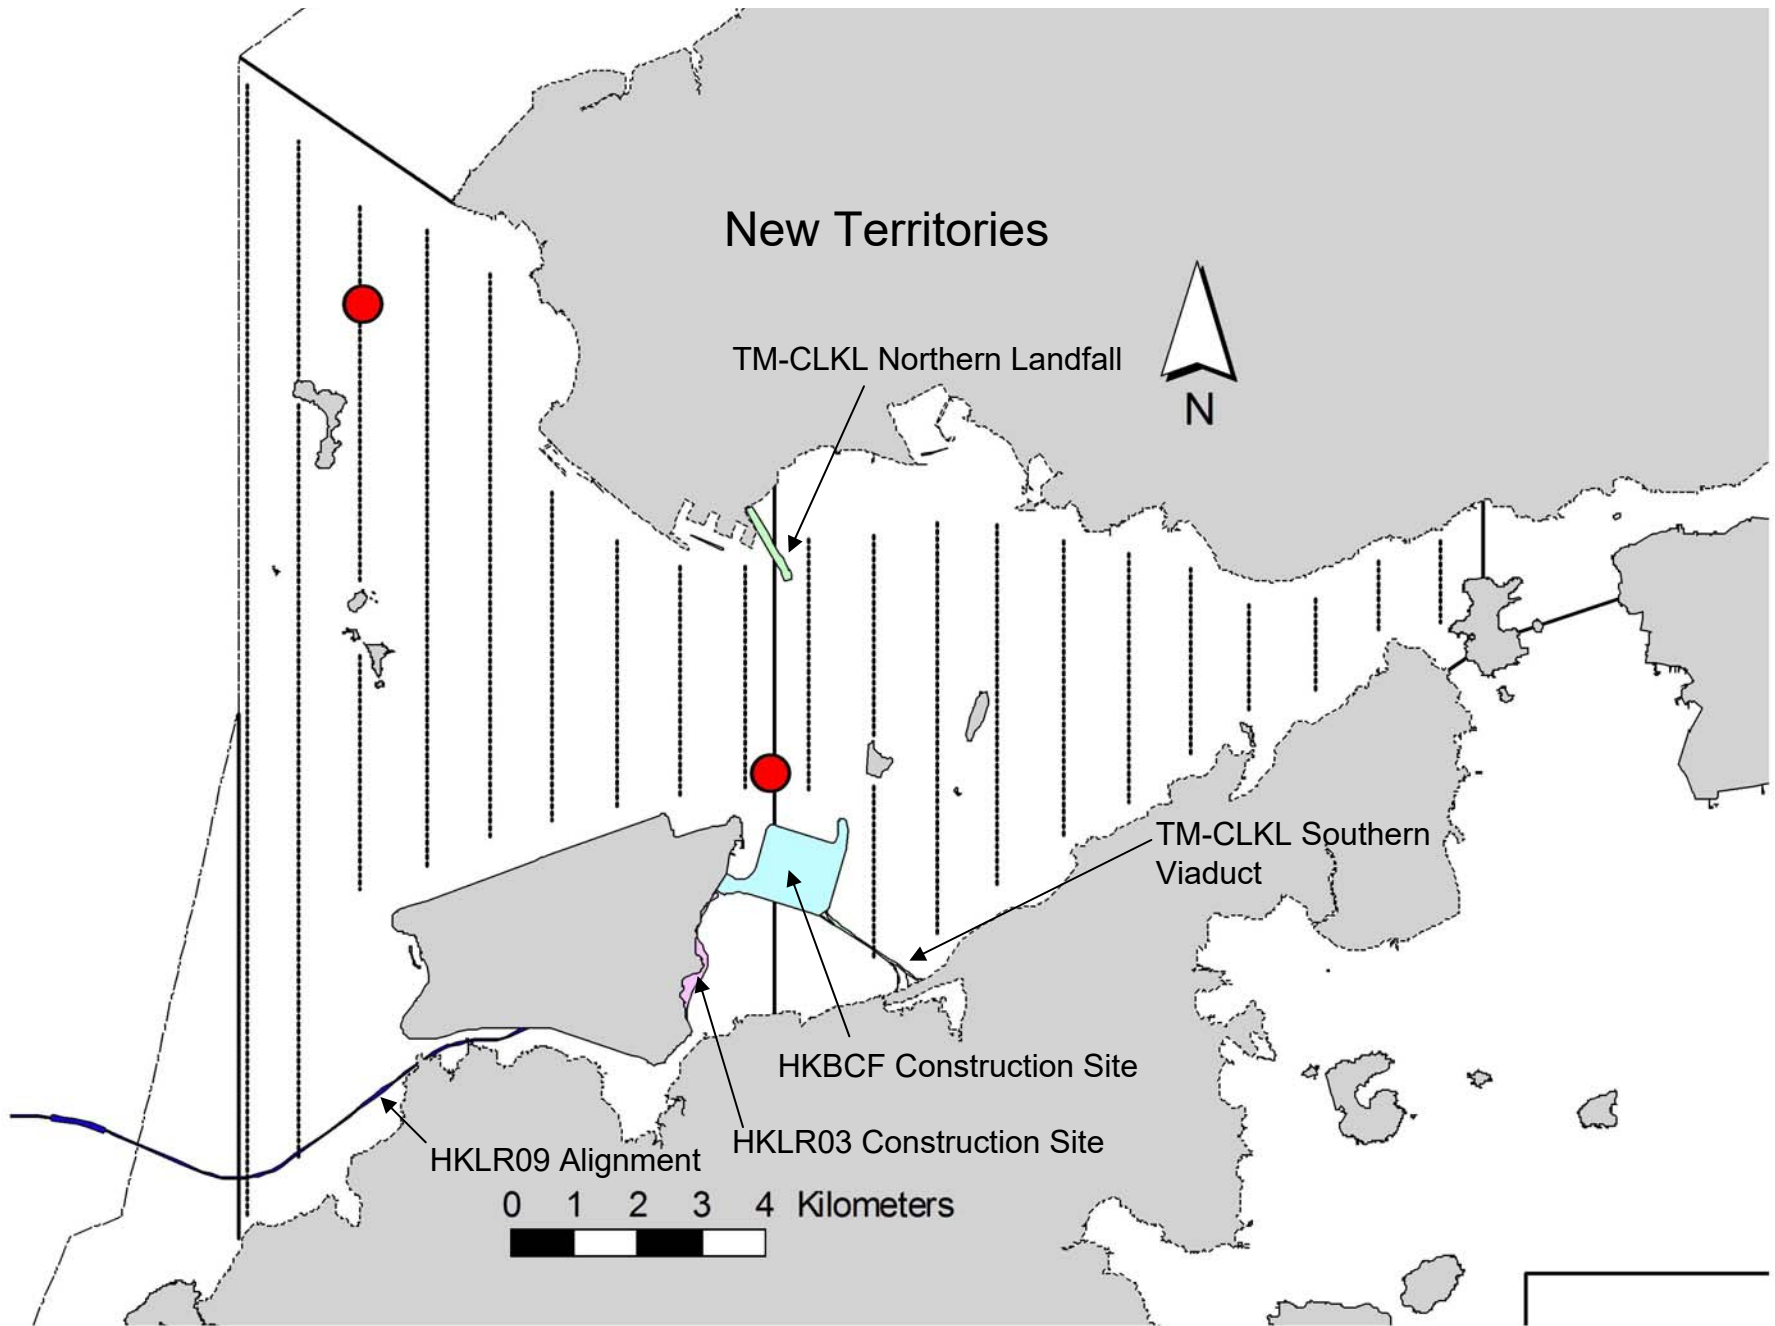 New Territories
TM-CLKL Northern Landfall
N
TM-CLKL Southern
Viaduct
HKBCF Construction Site
HKLR03 Construction Site
HKLR09 Alignment
0 1 2 3 4 Kilometers